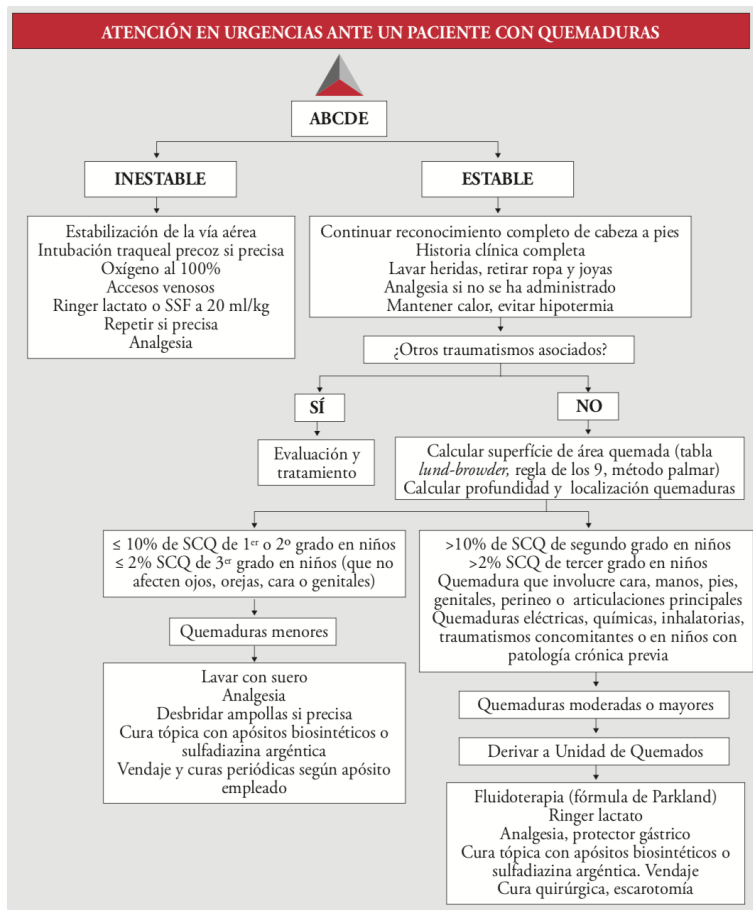 ATENCIÓN EN URGENCIAS ANTE UN PACIENTE CON QUEMADURAS
ABCDE
INESTABLE
Estabilización de la vía aérea
Intubación traqueal precoz si precisa
Oxígeno al 100%
Accesos venosos
Ringer lactato o SSF a 20 ml/kg
Repetir si precisa
Analgesia
ESTABLE
Continuar reconocimiento completo de cabeza a pies
Historia clínica completa
Lavar heridas, retirar ropa y joyas
Analgesia si no se ha administrado
Mantener calor, evitar hipotermia
¿Otros traumatismos asociados?
SÍ
Evaluación y
tratamiento
NO
Calcular superfície de área quemada (tabla
lund-browder, regla de los 9, método palmar)
Calcular profundidad y localización quemaduras
≤ 10% de SCQ de 1er o 2º grado en niños
≤ 2% SCQ de 3er grado en niños (que no
afecten ojos, orejas, cara o genitales)
Quemaduras menores
Lavar con suero
Analgesia
Desbridar ampollas si precisa
Cura tópica con apósitos biosintéticos o
sulfadiazina argéntica
Vendaje y curas periódicas según apósito
empleado
>10% de SCQ de segundo grado en niños
>2% SCQ de tercer grado en niños
Quemadura que involucre cara, manos, pies,
genitales, perineo o articulaciones principales
Quemaduras eléctricas, químicas, inhalatorias,
traumatismos concomitantes o en niños con
patología crónica previa
Quemaduras moderadas o mayores
Derivar a Unidad de Quemados
Fluidoterapia (fórmula de Parkland)
Ringer lactato
Analgesia, protector gástrico
Cura tópica con apósitos biosintéticos o
sulfadiazina argéntica. Vendaje
Cura quirúrgica, escarotomía